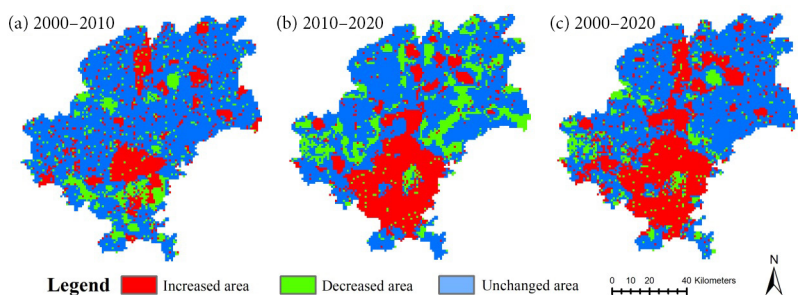 (a) 2000–2010
(b) 2010–2020
(c) 2000–2020
Legend
Increased area
Decreased area
Unchanged area
0 10 20 40 Kilometers
N